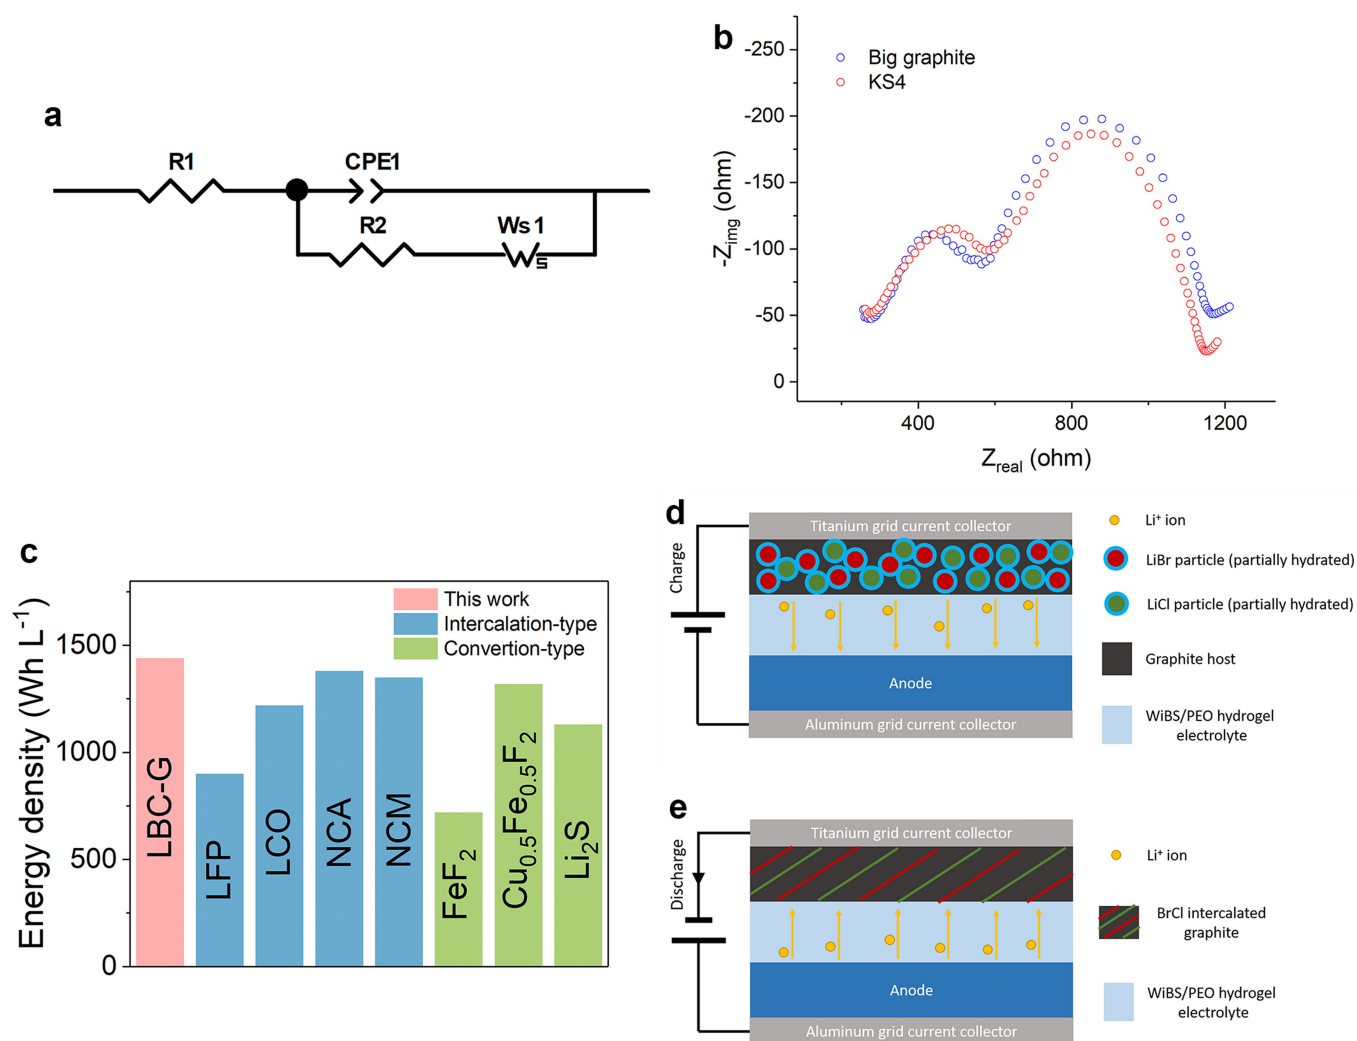 a
R1
CPE1
R2
Ws1
b
Big graphite
KS4
-250
-200
-150
-100
-50
0
-Zimg (ohm)
400
800
1200
Zreal (ohm)
c
This work
Intercalation-type
Convertion-type
Energy density (Wh L⁻¹)
1500
1000
500
0
LBC-G
LFP
LCO
NCA
NCM
FeF₂
Cu₀.₅Fe₀.₅F₂
Li₂S
d
Charge
Titanium grid current collector
Anode
Aluminum grid current collector
Li⁺ ion
LiBr particle (partially hydrated)
LiCl particle (partially hydrated)
Graphite host
WiBS/PEO hydrogel
electrolyte
e
Discharge
Titanium grid current collector
Anode
Aluminum grid current collector
Li⁺ ion
BrCl intercalated
graphite
WiBS/PEO hydrogel
electrolyte